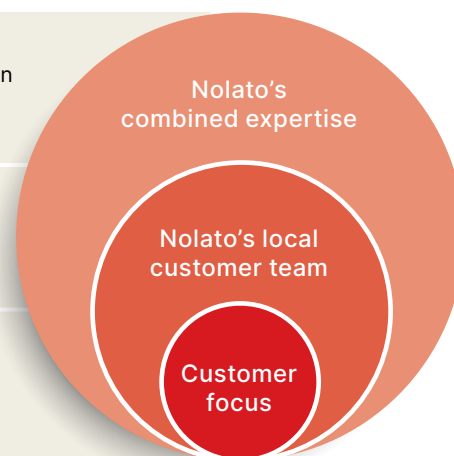 n
Nolato’s
combined expertise
Nolato’s local
customer team
Customer
focus